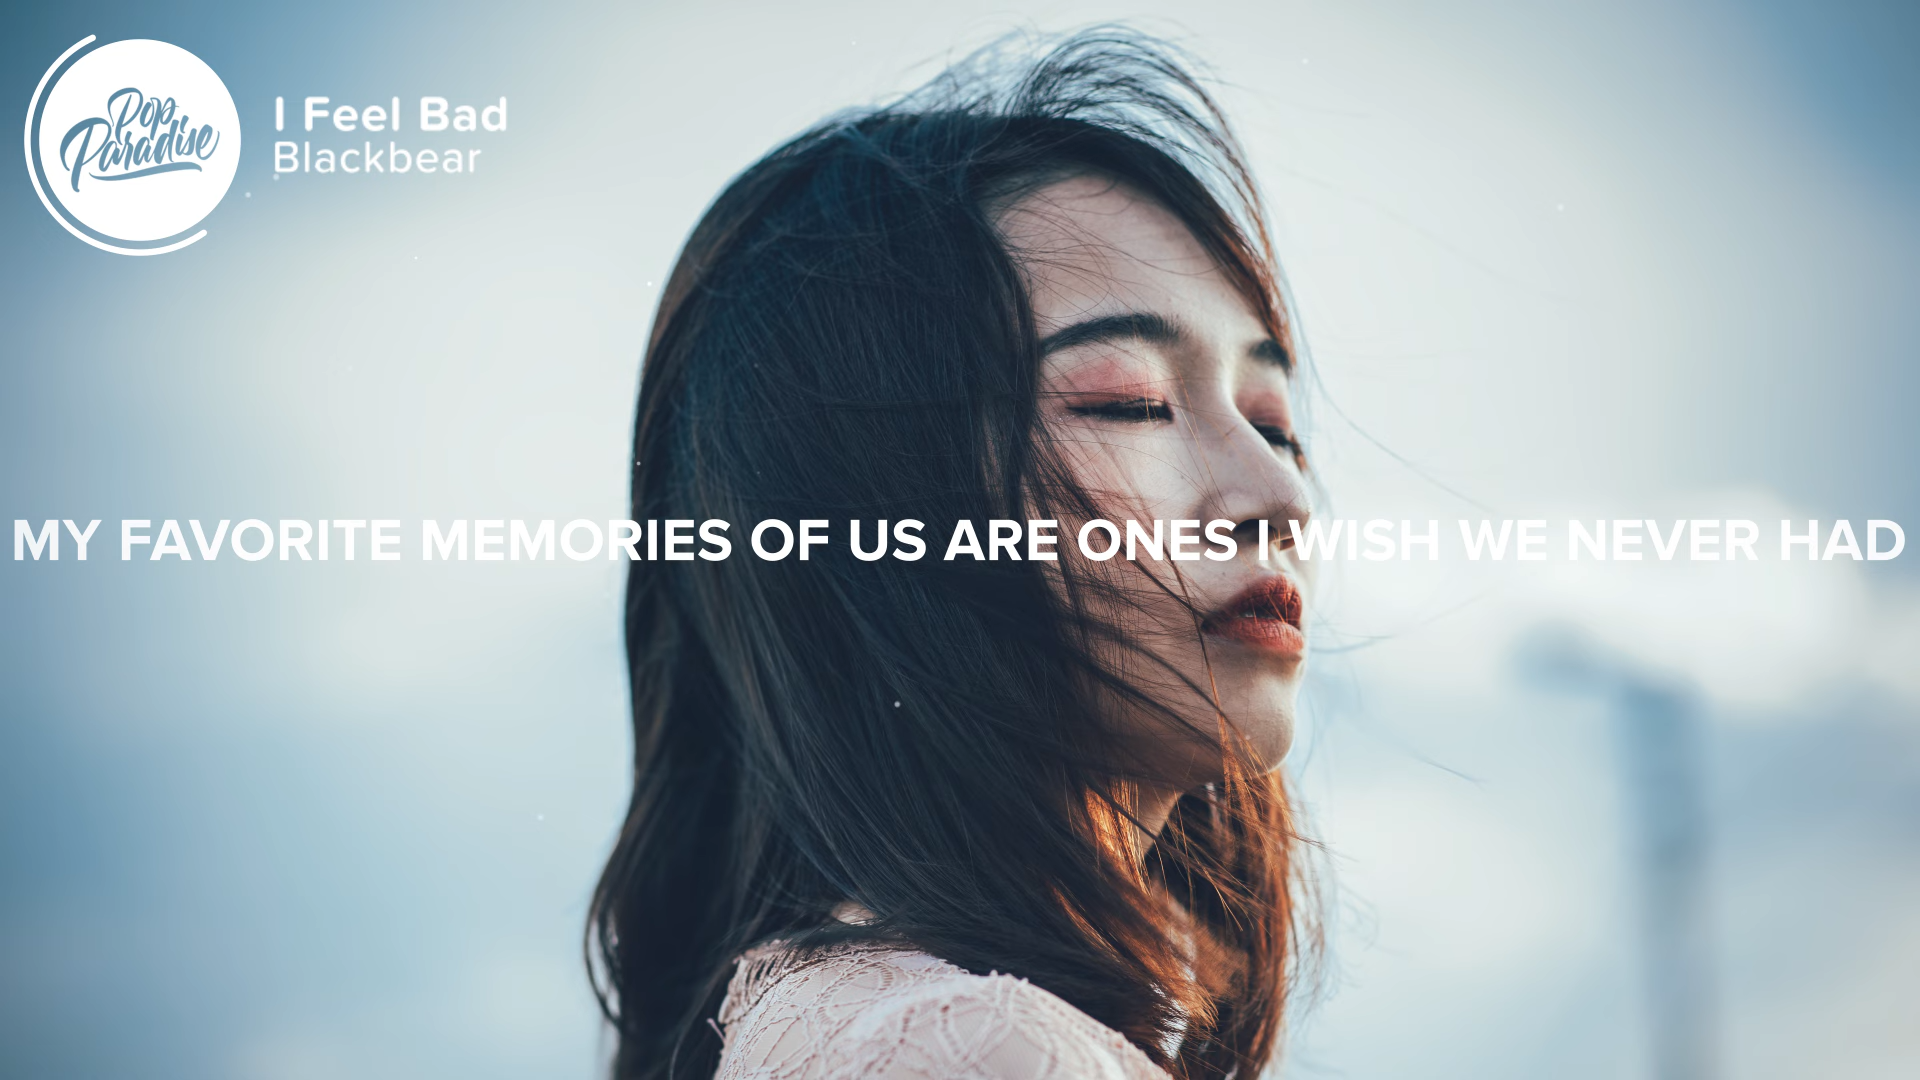 Pop
Paradise
I Feel Bad
Blackbear
MY FAVORITE MEMORIES OF US ARE ONES I WISH WE NEVER HAD